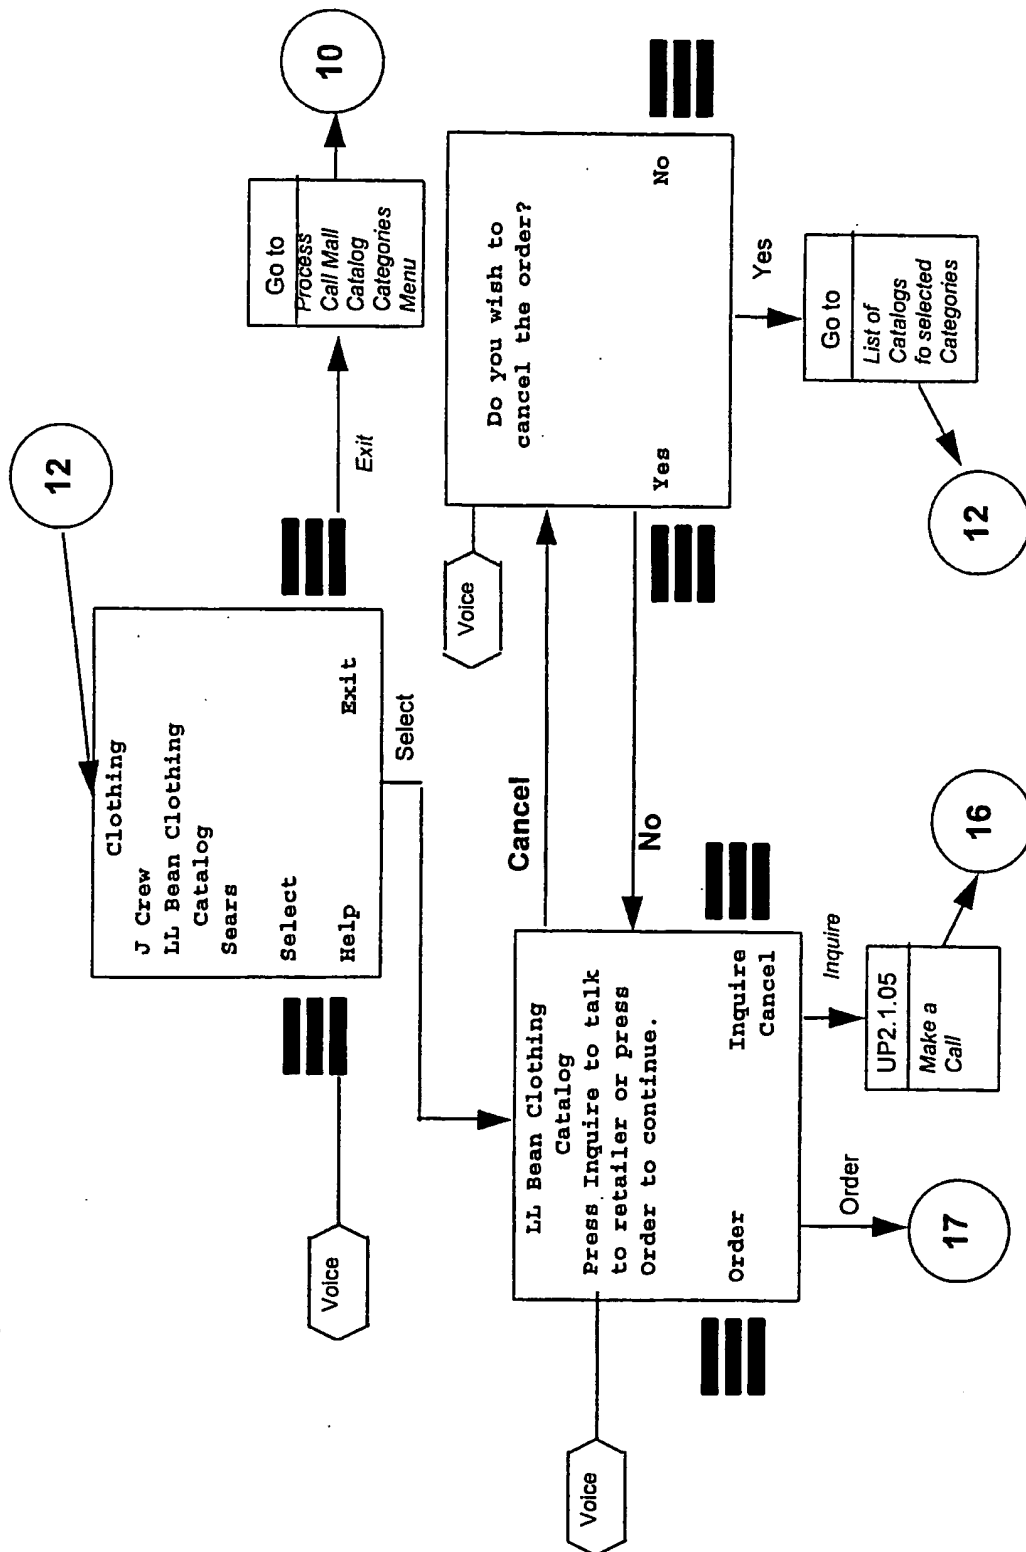 12
Clothing
J Crew
LL Bean Clothing
Catalog
Sears
Select
Help
Exit
Voice
Exit
Go to
Process
Call Mall
Catalog
Categories
Menu
10
Select
LL Bean Clothing
Catalog
Press Inquire to talk
to retailer or press
Order to continue.
Order
Inquire
Cancel
Voice
Cancel
No
Voice
Do you wish to
cancel the order?
Yes
No
Order
17
Inquire
UP2.1.05
Make a
Call
16
Yes
Go to
List of
Catalogs
fo selected
Categories
12